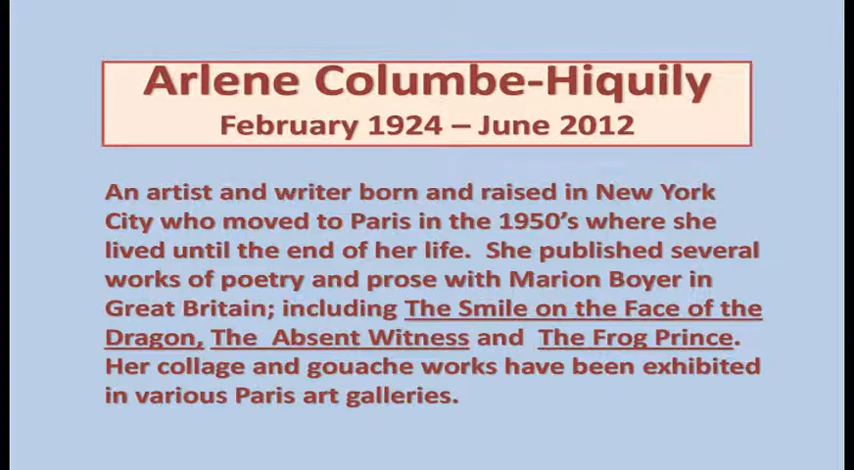 Arlene Columbe-Hiquily
February 1924 – June 2012
An artist and writer born and raised in New York
City who moved to Paris in the 1950's where she
lived until the end of her life.  She published several
works of poetry and prose with Marion Boyer in
Great Britain; including The Smile on the Face of the
Dragon, The  Absent Witness and  The Frog Prince.
Her collage and gouache works have been exhibited
in various Paris art galleries.